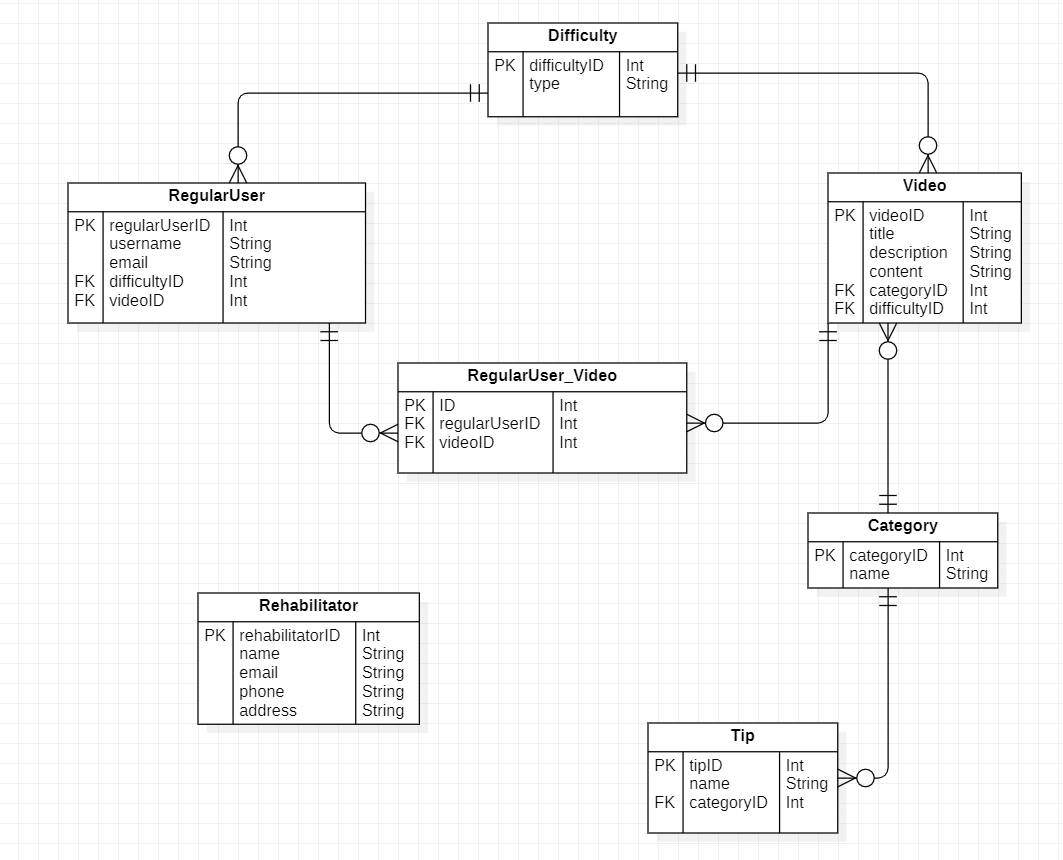 Difficulty
PK difficultyID Int
type String
RegularUser
PK regularUserID Int
username String
email String
FK difficultyID Int
FK videoID Int
Video
PK videoID Int
title String
description String
content String
FK categoryID Int
FK difficultyID Int
RegularUser_Video
PK ID Int
FK regularUserID Int
FK videoID Int
Category
PK categoryID Int
name String
Rehabilitator
PK rehabilitatorID Int
name String
email String
phone String
address String
Tip
PK tipID Int
name String
FK categoryID Int